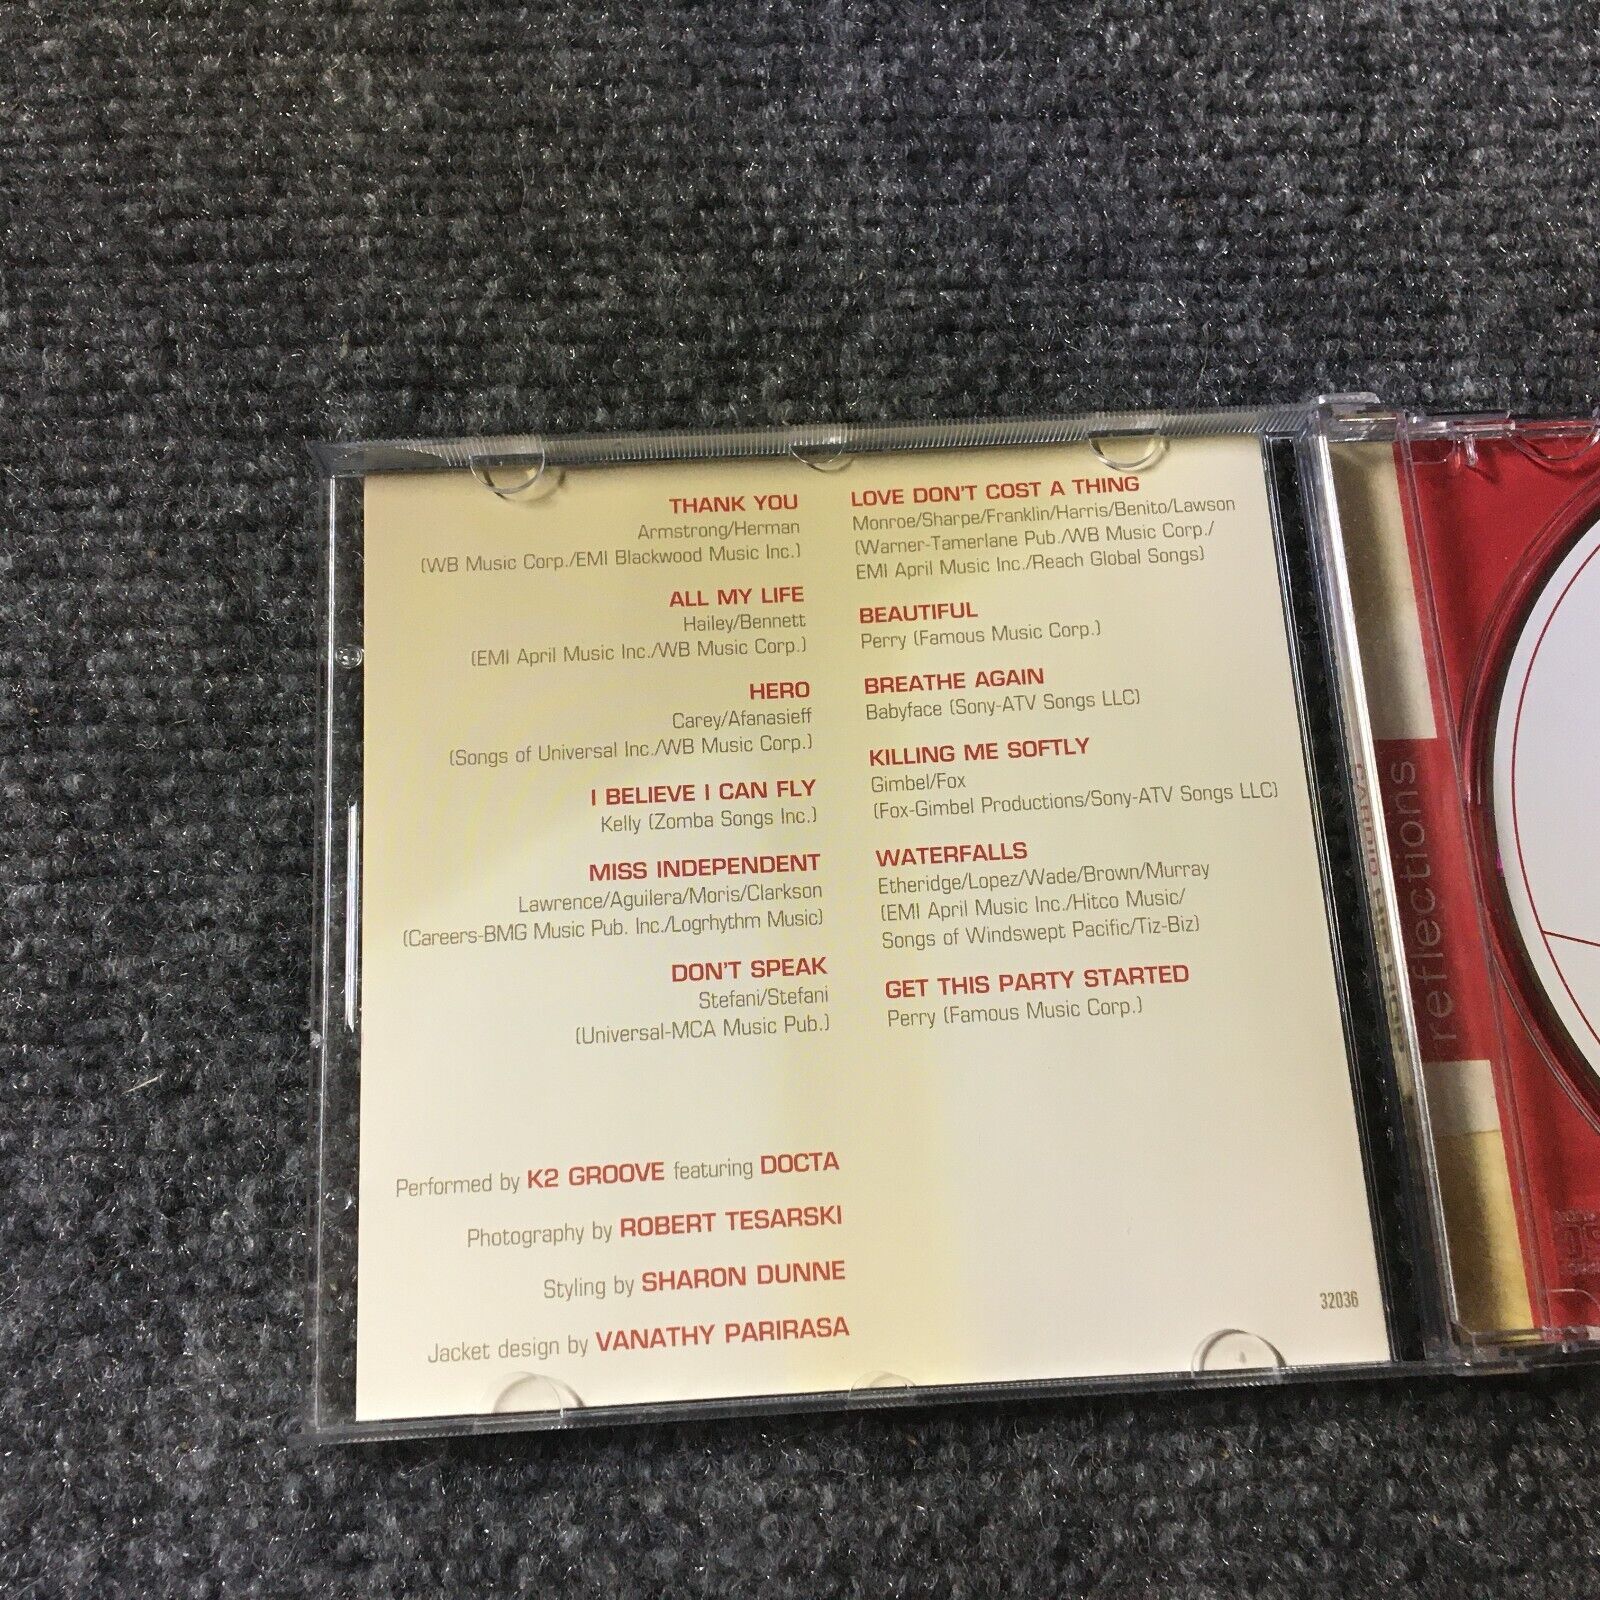 THANK YOU
Armstrong/Herman
(WB Music Corp./EMI Blackwood Music Inc.)
ALL MY LIFE
Hailey/Bennett
(EMI April Music Inc./WB Music Corp.)
HERO
Carey/Afanasieff
(Songs of Universal Inc./WB Music Corp.)
I BELIEVE I CAN FLY
Kelly (Zomba Songs Inc.)
MISS INDEPENDENT
Lawrence/Aguilera/Moris/Clarkson
(Careers-BMG Music Pub. Inc./Logrhythm Music)
DON'T SPEAK
Stefani/Stefani
(Universal-MCA Music Pub.)
LOVE DON'T COST A THING
Monroe/Sharpe/Franklin/Harris/Benito/Lawson
(Warner-Tamerlane Pub./WB Music Corp./
EMI April Music Inc./Reach Global Songs)
BEAUTIFUL
Perry (Famous Music Corp.)
BREATHE AGAIN
Babyface (Sony-ATV Songs LLC)
KILLING ME SOFTLY
Gimbel/Fox
(Fox-Gimbel Productions/Sony-ATV Songs LLC)
WATERFALLS
Etheridge/Lopez/Wade/Brown/Murray
(EMI April Music Inc./Hitco Music/
Songs of Windswept Pacific/Tiz-Biz)
GET THIS PARTY STARTED
Perry (Famous Music Corp.)
Performed by K2 GROOVE featuring DOCTA
Photography by ROBERT TESARSKI
Styling by SHARON DUNNE
Jacket design by VANATHY PARIRASA
32036
reflections